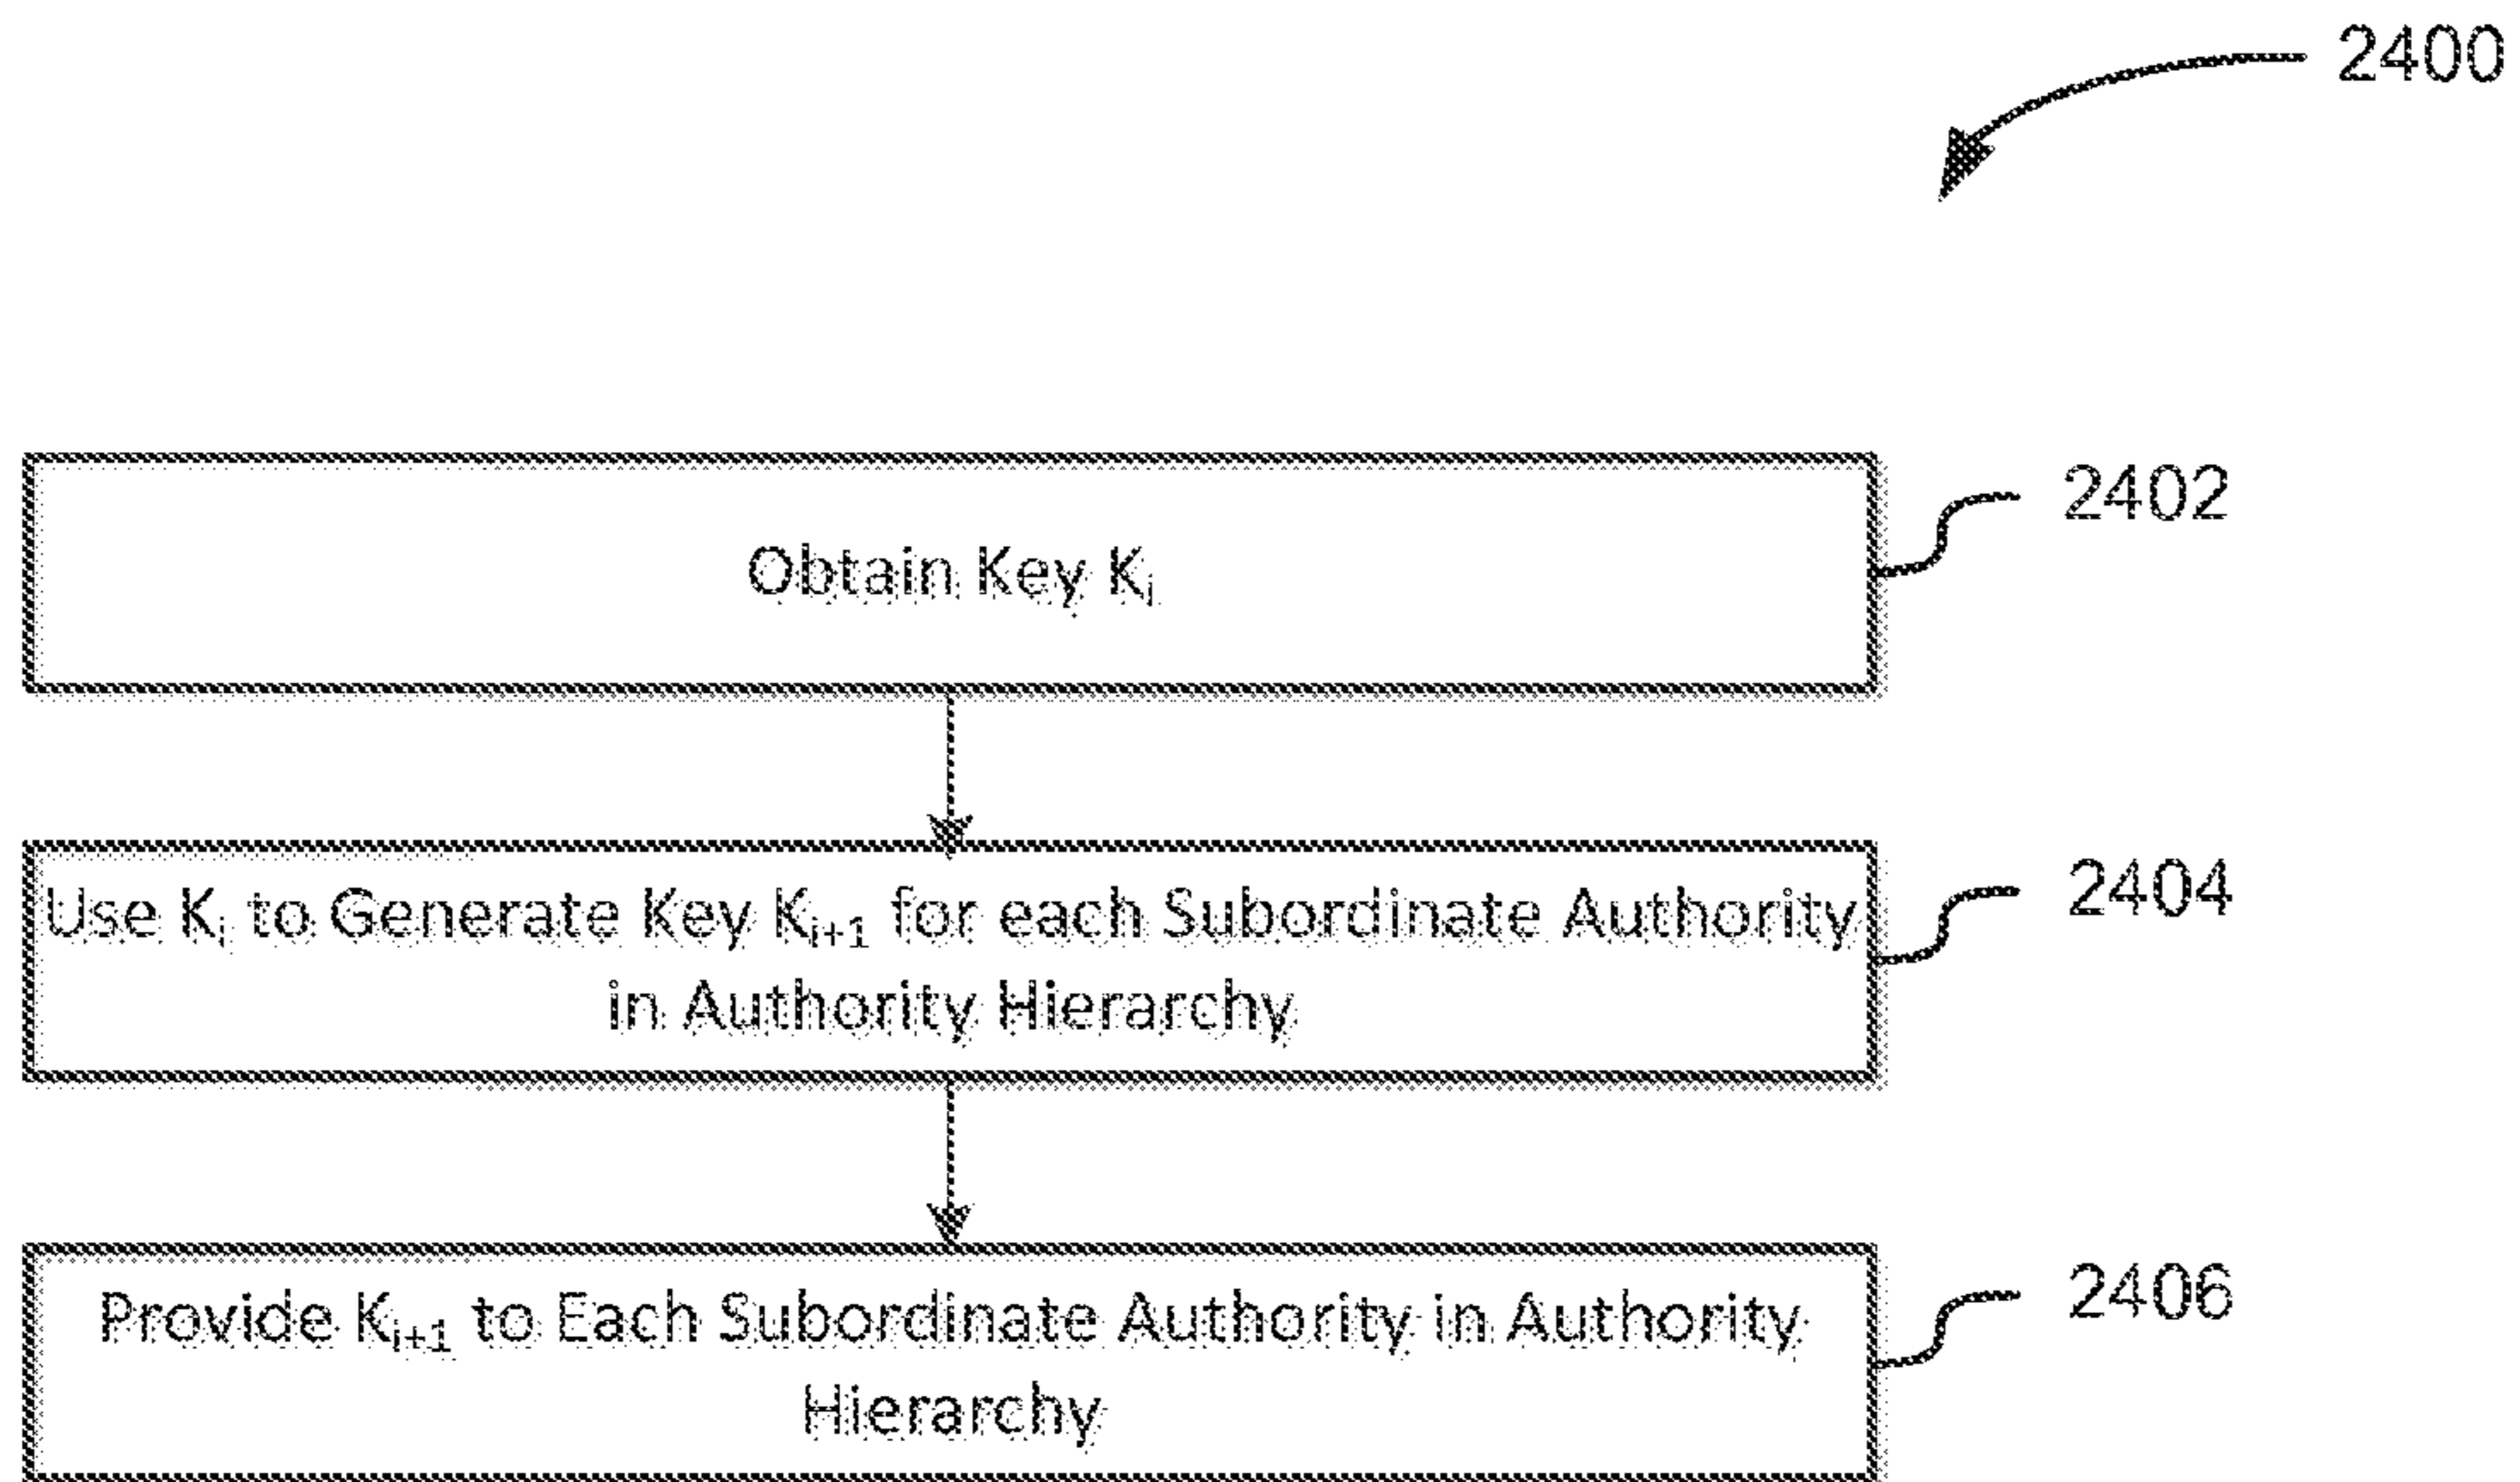 2400
Obtain Key Ki
2402
Use Ki to Generate Key Ki+1 for each Subordinate Authority
in Authority Hierarchy
2404
Provide Ki+1 to Each Subordinate Authority in Authority
Hierarchy
2406